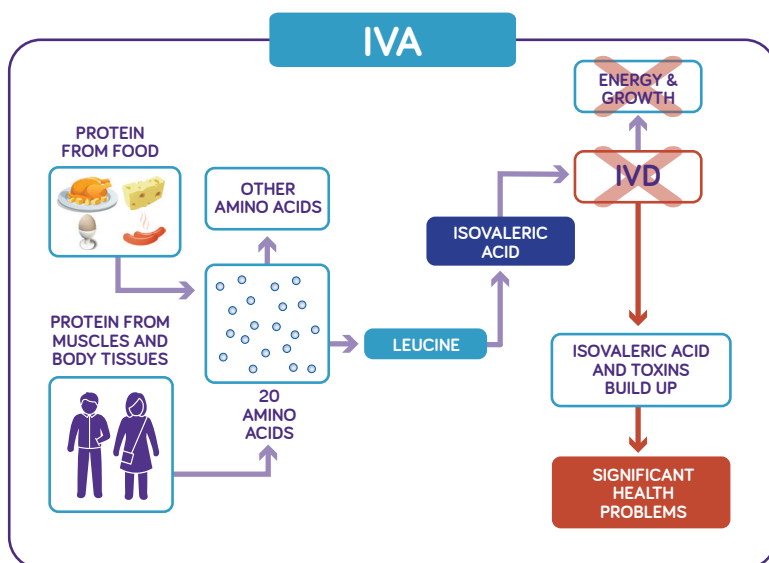 IVA
PROTEIN
FROM FOOD
OTHER
AMINO ACIDS
PROTEIN FROM
MUSCLES AND
BODY TISSUES
20
AMINO
ACIDS
LEUCINE
ISOVALERIC
ACID
ENERGY &
GROWTH
IVD
ISOVALERIC ACID
AND TOXINS
BUILD UP
SIGNIFICANT
HEALTH
PROBLEMS